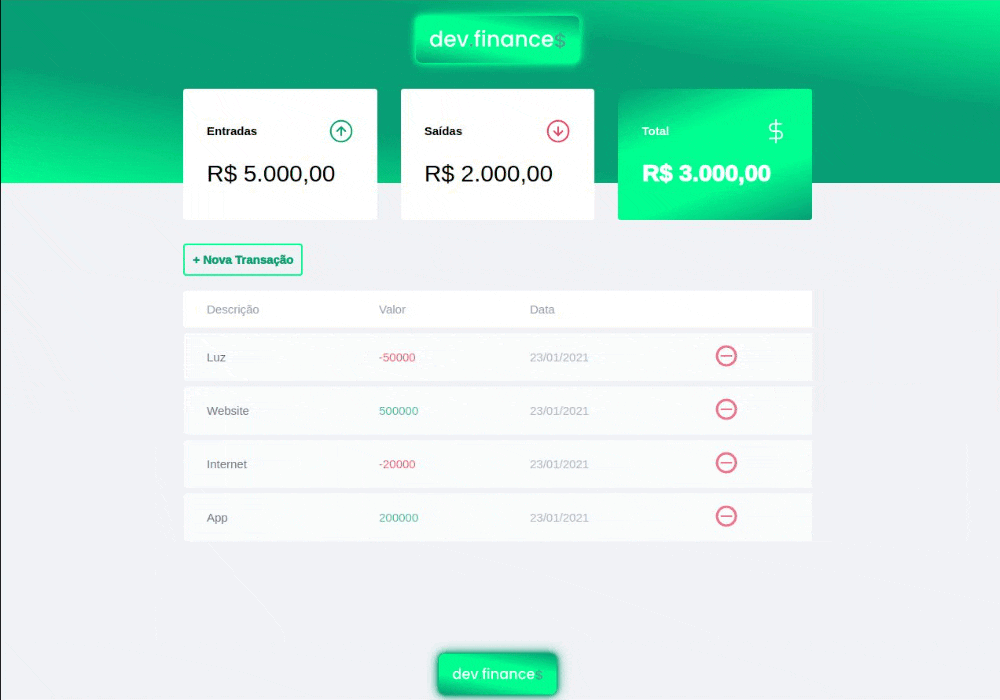 dev.finance$
Entradas
Saídas
Total
R$ 5.000,00
R$ 2.000,00
R$ 3.000,00
+ Nova Transação
Descrição Valor Data
Luz -50000 23/01/2021
Website 500000 23/01/2021
Internet -20000 23/01/2021
App 200000 23/01/2021
dev.finance$